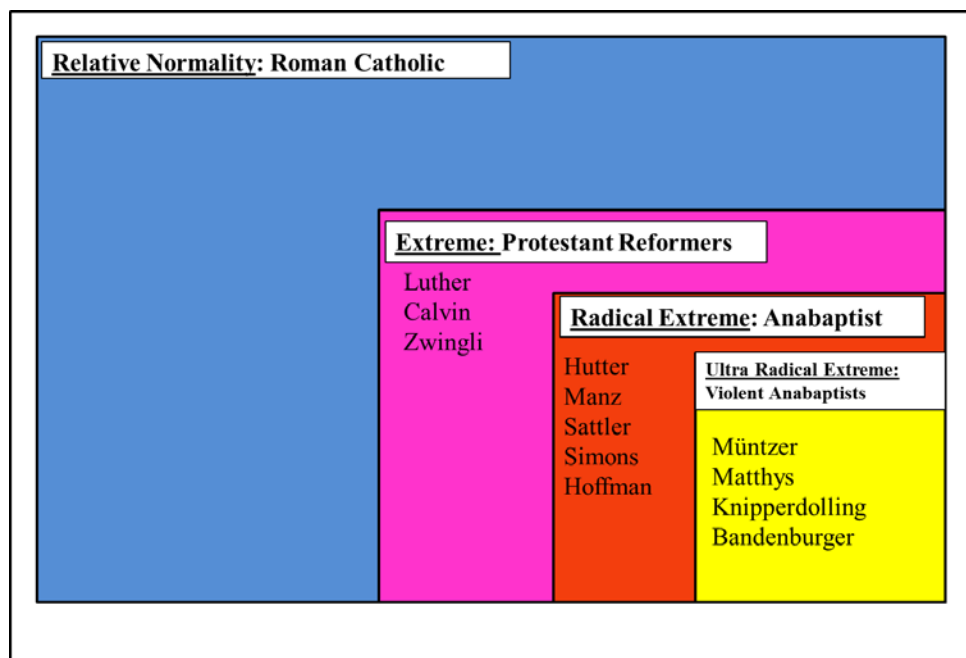 Relative Normality: Roman Catholic
Extreme: Protestant Reformers
Luther
Calvin
Zwingli
Radical Extreme: Anabaptist
Hutter
Manz
Sattler
Simons
Hoffman
Ultra Radical Extreme:
Violent Anabaptists
Müntzer
Matthys
Knipperdolling
Bandenburger